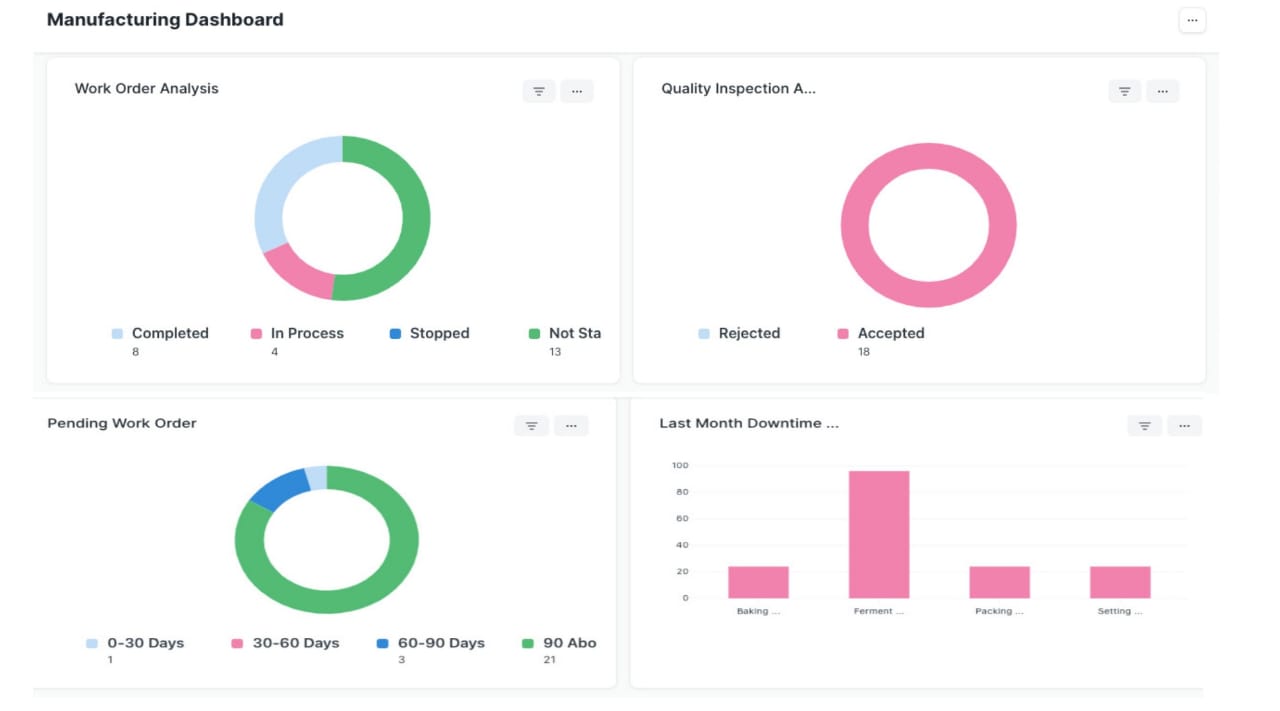 Manufacturing Dashboard
...
Work Order Analysis
...
Completed
8
In Process
4
Stopped
Not Sta
13
Quality Inspection A...
...
Rejected
Accepted
18
Pending Work Order
...
0-30 Days
1
30-60 Days
60-90 Days
3
90 Abo
21
Last Month Downtime ...
...
100
80
60
40
20
0
Baking ...
Ferment ...
Packing ...
Setting ...